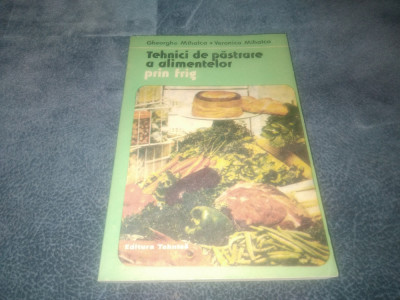 Gheorghe Mihalca • Veronica Mihalca
Tehnici de păstrare
a alimentelor
prin frig
Editura Tehnică